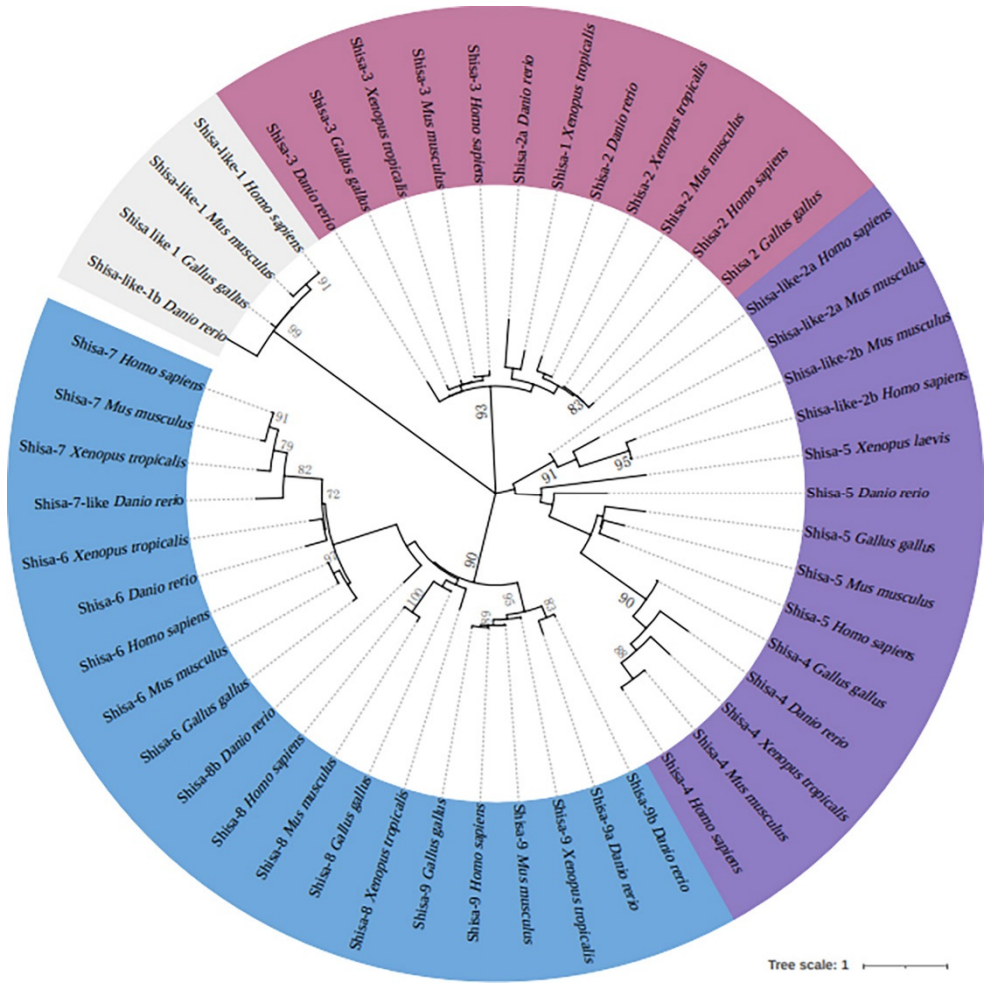 Shisa-like-1 Homo sapiens
Shisa-like-1 Mus musculus
Shisa like 1 Gallus gallus
Shisa-like-1b Danio rerio
Shisa-3 Danio rerio
Shisa-3 Gallus gallus
Shisa-3 Xenopus tropicalis
Shisa-3 Mus musculus
Shisa-3 Homo sapiens
Shisa-2a Danio rerio
Shisa-1 Xenopus tropicalis
Shisa-2 Danio rerio
Shisa-2 Xenopus tropicalis
Shisa-2 Mus musculus
Shisa-2 Homo sapiens
Shisa 2 Gallus gallus
Shisa-like-2a Homo sapiens
Shisa-like-2a Mus musculus
Shisa-like-2b Mus musculus
Shisa-like-2b Homo sapiens
Shisa-5 Xenopus laevis
Shisa-5 Danio rerio
Shisa-5 Gallus gallus
Shisa-5 Mus musculus
Shisa-5 Homo sapiens
Shisa-4 Gallus gallus
Shisa-4 Danio rerio
Shisa-4 Xenopus tropicalis
Shisa-4 Mus musculus
Shisa-4 Homo sapiens
Shisa-9b Danio rerio
Shisa-9a Danio rerio
Shisa-9 Xenopus tropicalis
Shisa-9 Mus musculus
Shisa-9 Homo sapiens
Shisa-9 Gallus gallus
Shisa-8 Xenopus tropicalis
Shisa-8 Gallus gallus
Shisa-8 Mus musculus
Shisa-8 Homo sapiens
Shisa-8b Danio rerio
Shisa-6 Gallus gallus
Shisa-6 Mus musculus
Shisa-6 Homo sapiens
Shisa-6 Danio rerio
Shisa-6 Xenopus tropicalis
Shisa-7-like Danio rerio
Shisa-7 Xenopus tropicalis
Shisa-7 Mus musculus
Shisa-7 Homo sapiens
91
99
93
83
91
95
90
88
90
95
83
100
91
79
82
72
Tree scale: 1